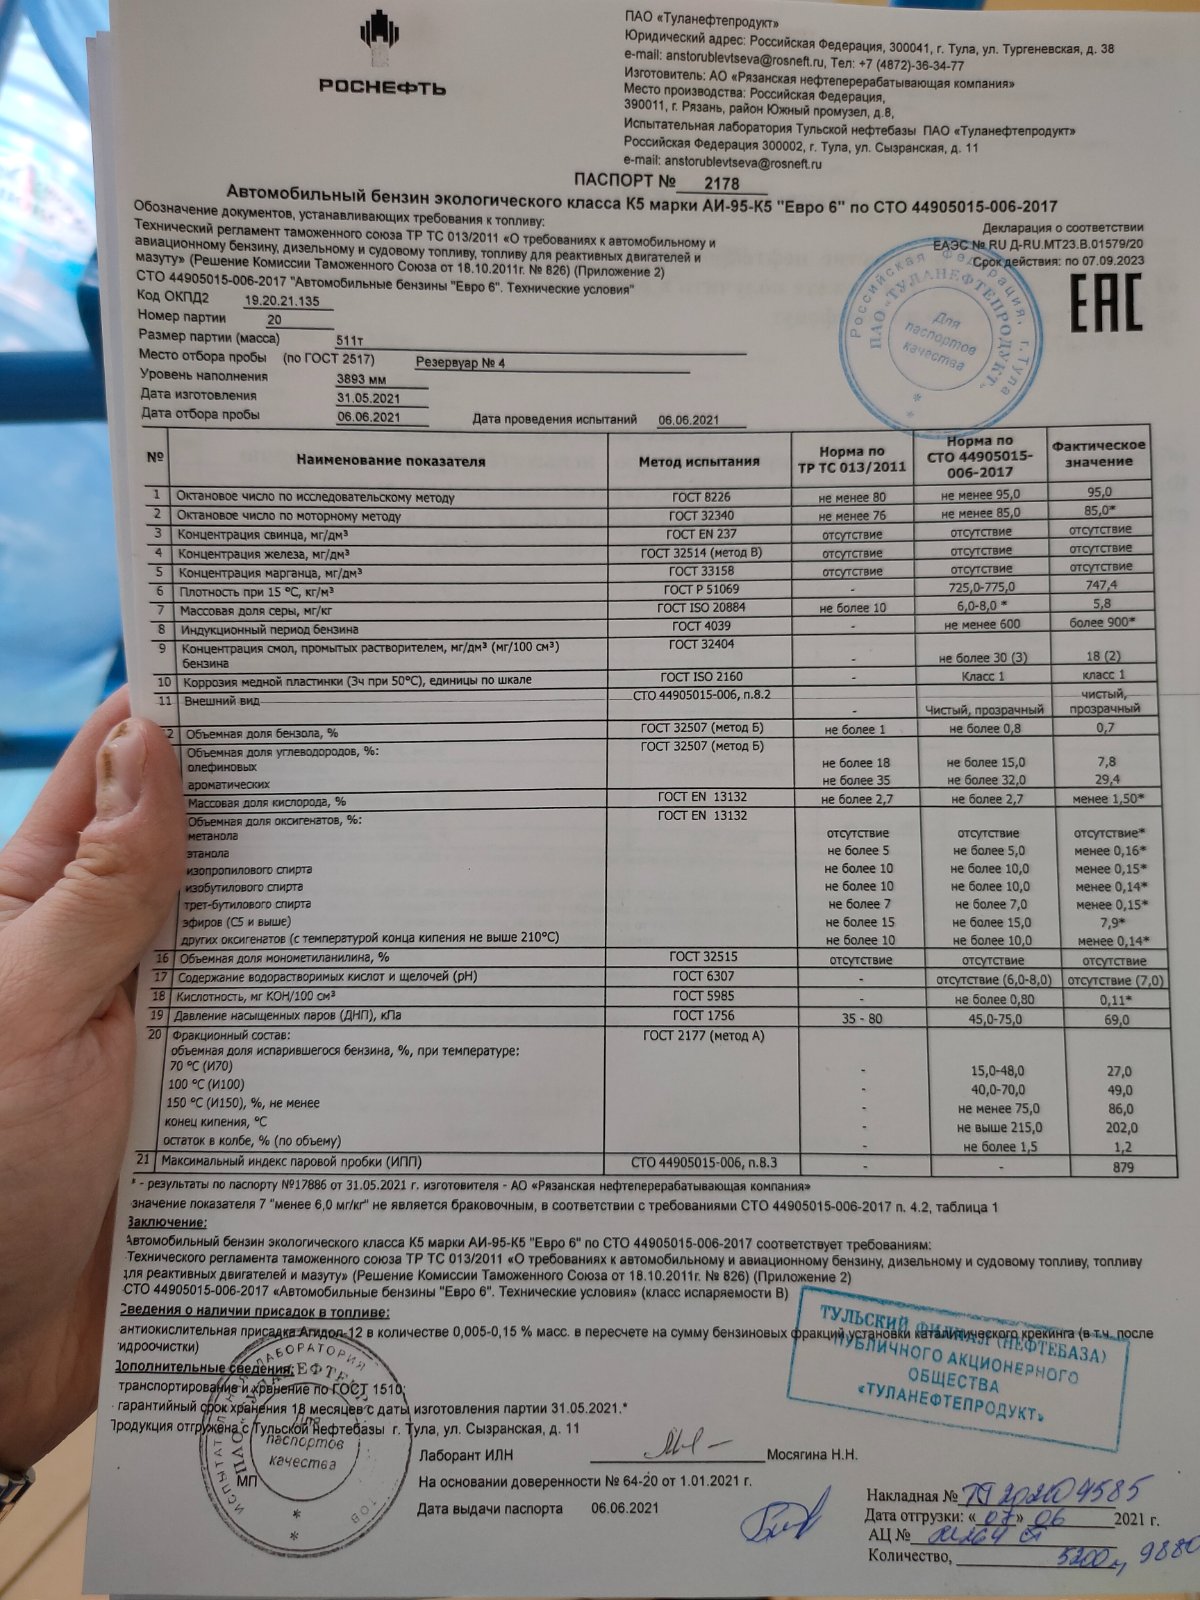 РОСНЕФТЬ
ПАО «Туланефтепродукт»
Юридический адрес: Российская Федерация, 300041, г. Тула, ул. Тургеневская, д. 38
e-mail: anstorublevtseva@rosneft.ru, Тел: +7 (4872)-36-34-77
Изготовитель: АО «Рязанская нефтеперерабатывающая компания»
Место производства: Российская Федерация,
390011, г. Рязань, район Южный промузел, д.8,
Испытательная лаборатория Тульской нефтебазы ПАО «Туланефтепродукт»
Российская Федерация 300002, г. Тула, ул. Сызранская, д. 11
e-mail: anstorublevtseva@rosneft.ru
ПАСПОРТ № 2178
Автомобильный бензин экологического класса К5 марки АИ-95-К5 "Евро 6" по СТО 44905015-006-2017
Обозначение документов, устанавливающих требования к топливу:
Технический регламент таможенного союза ТР ТС 013/2011 «О требованиях к автомобильному и
авиационному бензину, дизельному и судовому топливу, топливу для реактивных двигателей и
мазуту» (Решение Комиссии Таможенного Союза от 18.10.2011г. № 826) (Приложение 2)
СТО 44905015-006-2017 "Автомобильные бензины "Евро 6". Технические условия"
Декларация о соответствии
ЕАЭС № RU Д-RU.МТ23.В.01579/20
Срок действия: по 07.09.2023
EAC
Российская Федерация, г. Тула
ПАО «ТУЛАНЕФТЕПРОДУКТ»
Для
паспортов
качества
Код ОКПД2 19.20.21.135
Номер партии 20
Размер партии (масса) 511т
Место отбора пробы (по ГОСТ 2517) Резервуар № 4
Уровень наполнения 3893 мм
Дата изготовления 31.05.2021
Дата отбора пробы 06.06.2021 Дата проведения испытаний 06.06.2021
№ Наименование показателя Метод испытания Норма по ТР ТС 013/2011 Норма по СТО 44905015-006-2017 Фактическое значение
1 Октановое число по исследовательскому методу ГОСТ 8226 не менее 80 не менее 95,0 95,0
2 Октановое число по моторному методу ГОСТ 32340 не менее 76 не менее 85,0 85,0*
3 Концентрация свинца, мг/дм³ ГОСТ EN 237 отсутствие отсутствие отсутствие
4 Концентрация железа, мг/дм³ ГОСТ 32514 (метод В) отсутствие отсутствие отсутствие
5 Концентрация марганца, мг/дм³ ГОСТ 33158 отсутствие отсутствие отсутствие
6 Плотность при 15 °С, кг/м³ ГОСТ Р 51069 - 725,0-775,0 747,4
7 Массовая доля серы, мг/кг ГОСТ ISO 20884 не более 10 6,0-8,0 * 5,8
8 Индукционный период бензина ГОСТ 4039 - не менее 600 более 900*
9 Концентрация смол, промытых растворителем, мг/дм³ (мг/100 см³) ГОСТ 32404
бензина - не более 30 (3) 18 (2)
10 Коррозия медной пластинки (3ч при 50°С), единицы по шкале ГОСТ ISO 2160 - Класс 1 класс 1
11 Внешний вид СТО 44905015-006, п.8.2 - Чистый, прозрачный чистый, прозрачный
2 Объемная доля бензола, % ГОСТ 32507 (метод Б) не более 1 не более 0,8 0,7
Объемная доля углеводородов, %: ГОСТ 32507 (метод Б)
олефиновых не более 18 не более 15,0 7,8
ароматических не более 35 не более 32,0 29,4
Массовая доля кислорода, % ГОСТ EN 13132 не более 2,7 не более 2,7 менее 1,50*
Объемная доля оксигенатов, %: ГОСТ EN 13132
метанола отсутствие отсутствие отсутствие*
этанола не более 5 не более 5,0 менее 0,16*
изопропилового спирта не более 10 не более 10,0 менее 0,15*
изобутилового спирта не более 10 не более 10,0 менее 0,14*
трет-бутилового спирта не более 7 не более 7,0 менее 0,15*
эфиров (С5 и выше) не более 15 не более 15,0 7,9*
других оксигенатов (с температурой конца кипения не выше 210°С) не более 10 не более 10,0 менее 0,14*
16 Объемная доля монометиланилина, % ГОСТ 32515 отсутствие отсутствие отсутствие
17 Содержание водорастворимых кислот и щелочей (рН) ГОСТ 6307 - отсутствие (6,0-8,0) отсутствие (7,0)
18 Кислотность, мг КОН/100 см³ ГОСТ 5985 - не более 0,80 0,11*
19 Давление насыщенных паров (ДНП), кПа ГОСТ 1756 35 - 80 45,0-75,0 69,0
20 Фракционный состав: ГОСТ 2177 (метод А)
объемная доля испарившегося бензина, %, при температуре:
70 °С (И70) - 15,0-48,0 27,0
100 °С (И100) - 40,0-70,0 49,0
150 °С (И150), %, не менее - не менее 75,0 86,0
конец кипения, °С - не выше 215,0 202,0
остаток в колбе, % (по объему) - не более 1,5 1,2
21 Максимальный индекс паровой пробки (ИПП) СТО 44905015-006, п.8.3 - - 879
* - результаты по паспорту №17886 от 31.05.2021 г. изготовителя - АО «Рязанская нефтеперерабатывающая компания»
значение показателя 7 "менее 6,0 мг/кг" не является браковочным, в соответствии с требованиями СТО 44905015-006-2017 п. 4.2, таблица 1
Заключение:
Автомобильный бензин экологического класса К5 марки АИ-95-К5 "Евро 6" по СТО 44905015-006-2017 соответствует требованиям:
Технического регламента таможенного союза ТР ТС 013/2011 «О требованиях к автомобильному и авиационному бензину, дизельному и судовому топливу, топливу
для реактивных двигателей и мазуту» (Решение Комиссии Таможенного Союза от 18.10.2011г. № 826) (Приложение 2)
СТО 44905015-006-2017 «Автомобильные бензины "Евро 6". Технические условия» (класс испаряемости В)
Сведения о наличии присадок в топливе:
антиокислительная присадка Агидол-12 в количестве 0,005-0,15 % масс. в пересчете на сумму бензиновых фракций установки каталитического крекинга (в т.ч. после
гидроочистки)
Дополнительные сведения:
транспортирование и хранение по ГОСТ 1510;
гарантийный срок хранения 18 месяцев с даты изготовления партии 31.05.2021.*
Продукция отгружена с Тульской нефтебазы г. Тула, ул. Сызранская, д. 11
ТУЛЬСКИЙ ФИЛИАЛ (НЕФТЕБАЗА)
ПУБЛИЧНОГО АКЦИОНЕРНОГО
ОБЩЕСТВА
«ТУЛАНЕФТЕПРОДУКТ»
Для
паспортов
качества
МП
Лаборант ИЛН Мосягина Н.Н.
На основании доверенности № 64-20 от 1.01.2021 г.
Дата выдачи паспорта 06.06.2021
Накладная №
Дата отгрузки: «07» 06 2021 г.
АЦ №
Количество, 5200 9880